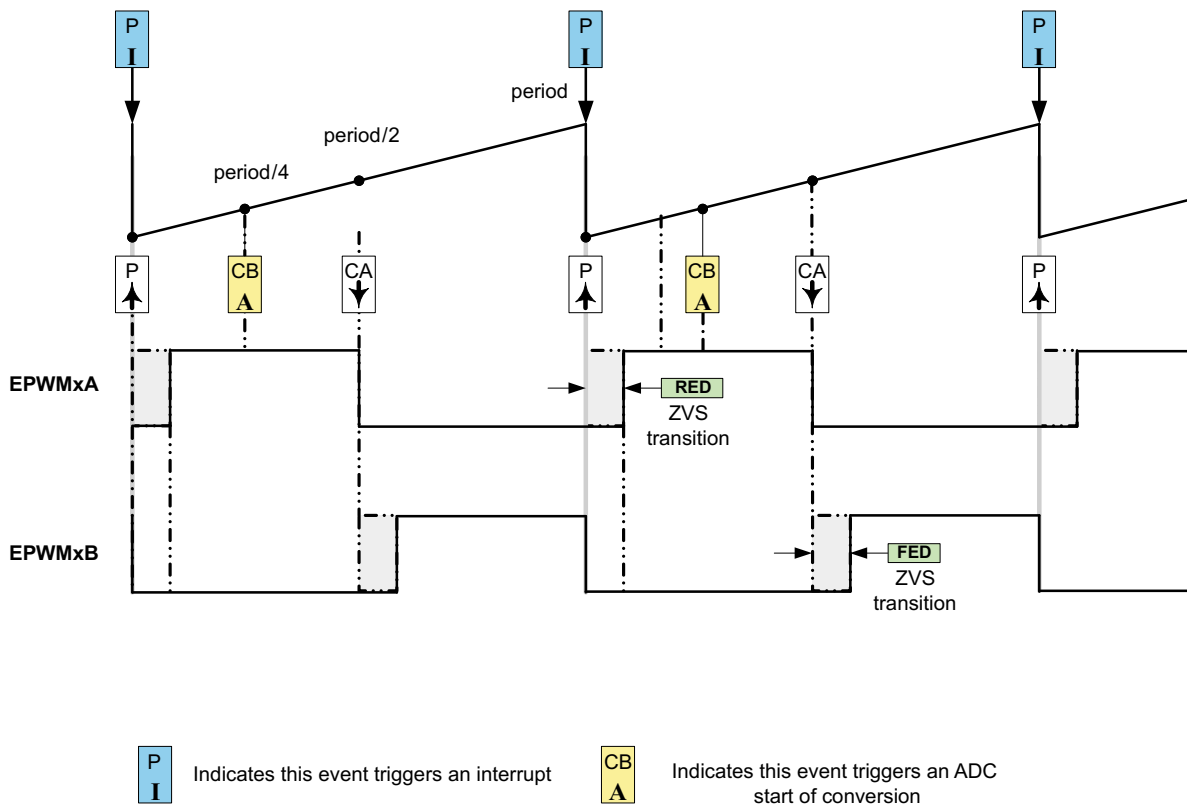 P
I
P
I
P
I
period
period/2
period/4
P
CB
A
CA
P
CB
A
CA
P
EPWMxA
RED
ZVS
transition
EPWMxB
FED
ZVS
transition
P
I
Indicates this event triggers an interrupt
CB
A
Indicates this event triggers an ADC
start of conversion